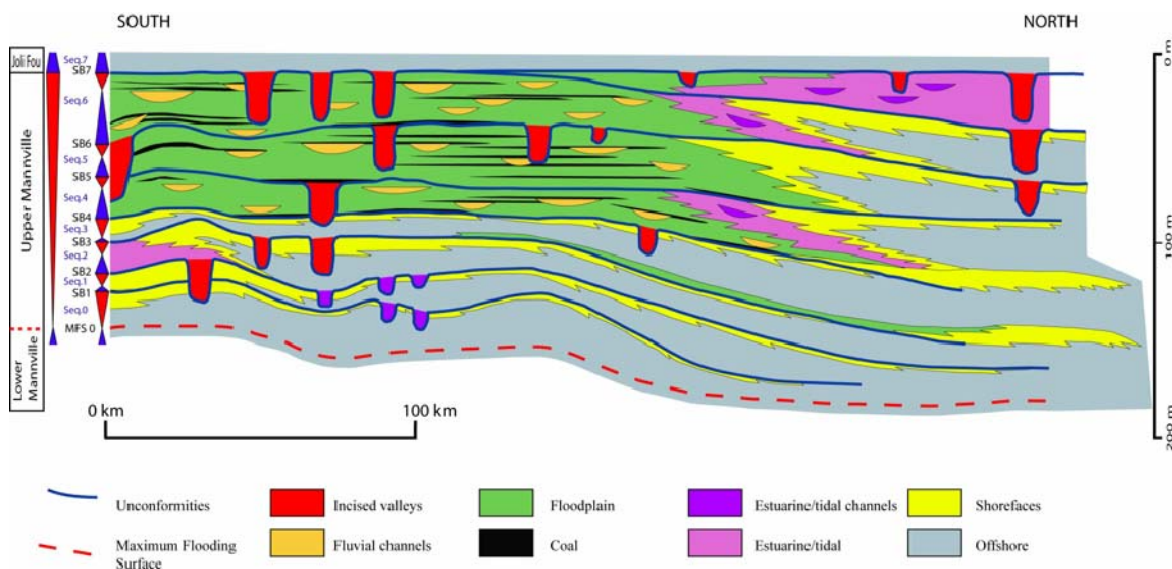 SOUTH
NORTH
Joli Fou
Upper Mannville
Lower
Mannville
Seq.7
SB7
Seq.6
SB6
Seq.5
SB5
Seq.4
SB4
Seq.3
SB3
Seq.2
SB2
Seq.1
SB1
Seq.0
MFS 0
0 m
100 m
200 m
0 km
100 km
Unconformities
Incised valleys
Floodplain
Estuarine/tidal channels
Shorefaces
Maximum Flooding
Surface
Fluvial channels
Coal
Estuarine/tidal
Offshore